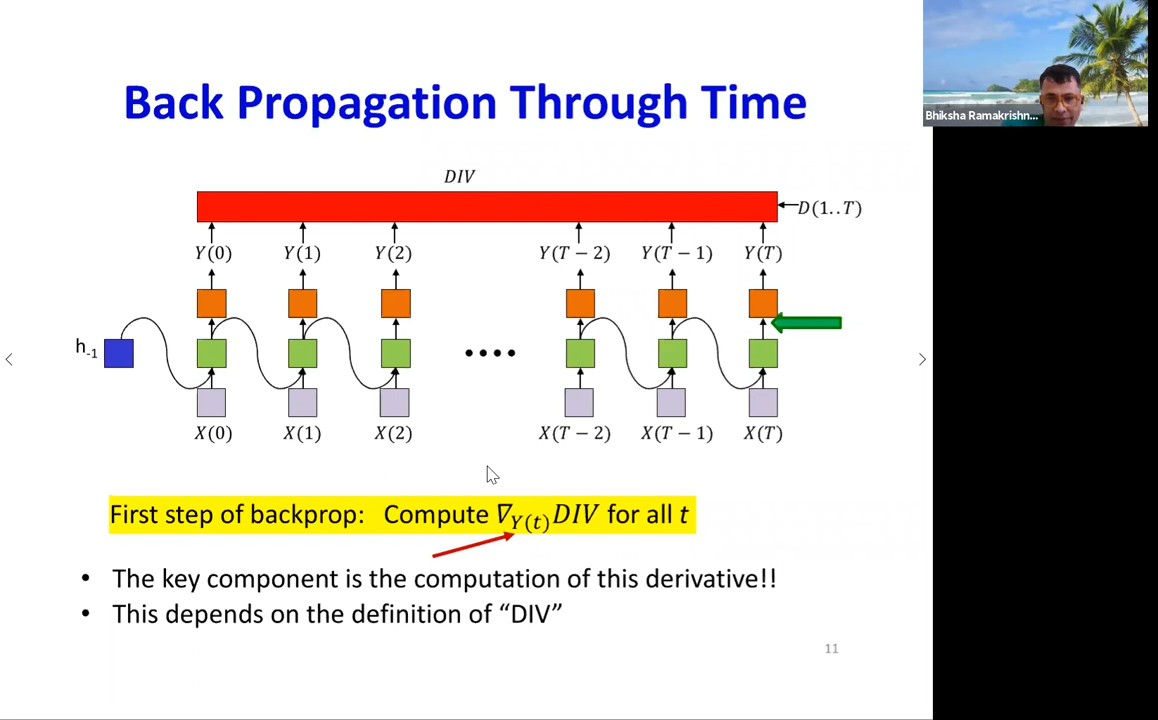 Bhiksha Ramakrishn...
Back Propagation Through Time
DIV
D(1..T)
Y(0) Y(1) Y(2) Y(T − 2) Y(T − 1) Y(T)
h-1
X(0) X(1) X(2) X(T − 2) X(T − 1) X(T)
First step of backprop: Compute ∇Y(t)DIV for all t
• The key component is the computation of this derivative!!
• This depends on the definition of “DIV”
11